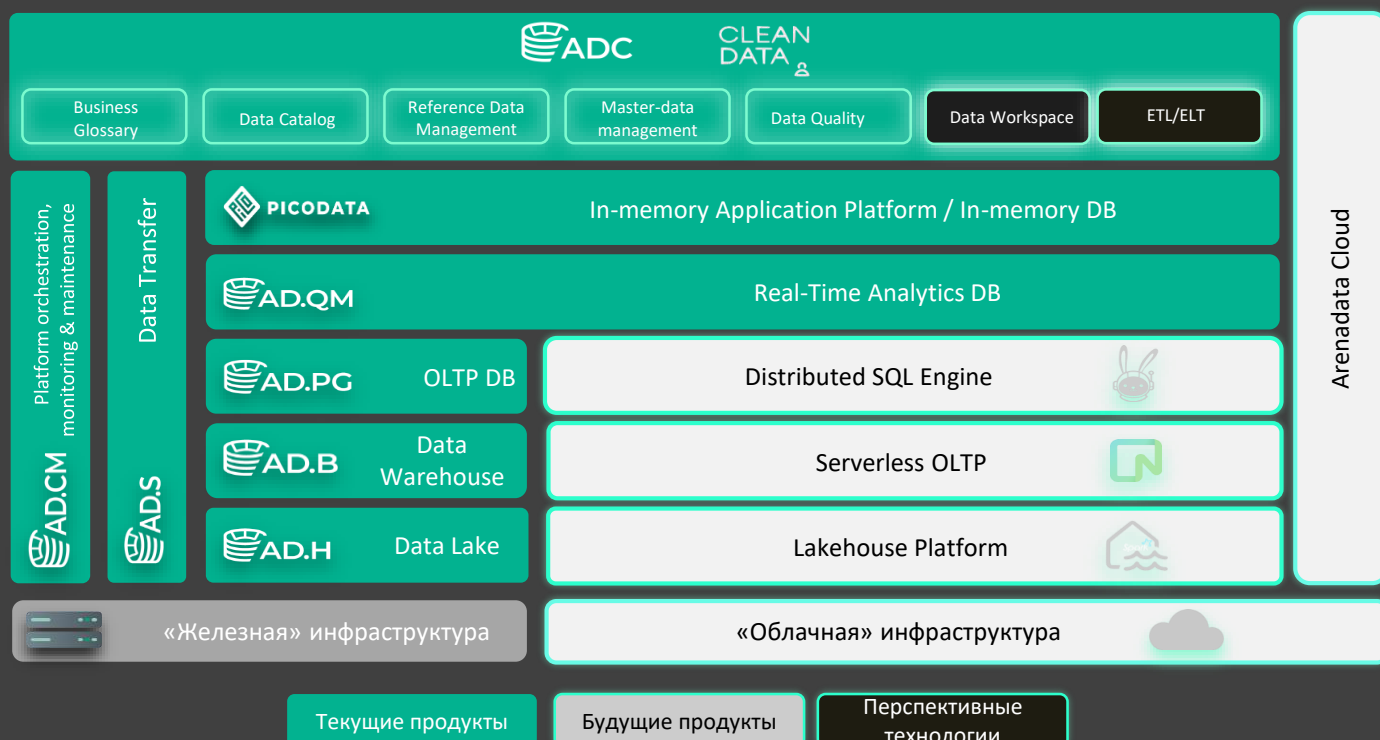 ADC
CLEAN
DATA
Business
Glossary
Data Catalog
Reference Data
Management
Master-data
management
Data Quality
Data Workspace
ETL/ELT
Platform orchestration,
monitoring & maintenance
AD.CM
Data Transfer
AD.S
PICODATA
In-memory Application Platform / In-memory DB
AD.QM
Real-Time Analytics DB
AD.PG
OLTP DB
Distributed SQL Engine
AD.B
Data
Warehouse
Serverless OLTP
AD.H
Data Lake
Lakehouse Platform
Arenadata Cloud
«Железная» инфраструктура
«Облачная» инфраструктура
Текущие продукты
Будущие продукты
Перспективные
технологии